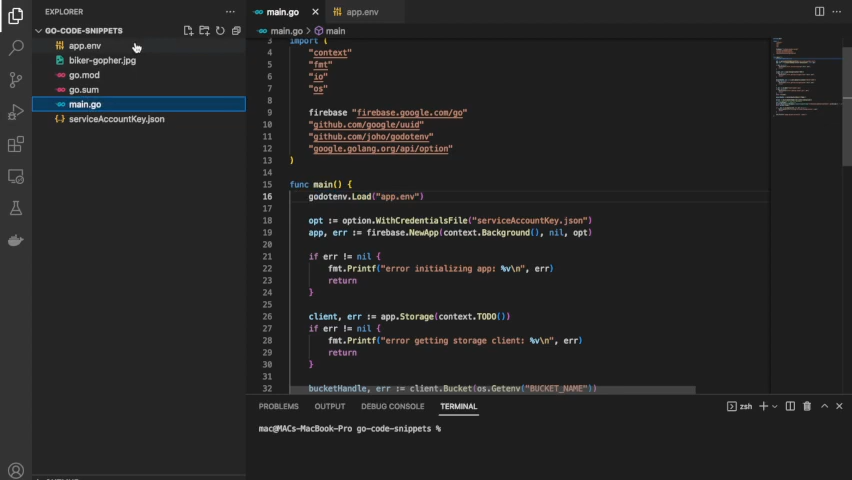 EXPLORER
GO-CODE-SNIPPETS
app.env
biker-gopher.jpg
go.mod
go.sum
main.go
serviceAccountKey.json
main.go
app.env
main.go
main
3 import (
4 "context"
5 "fmt"
6 "io"
7 "os"
8
9 firebase "firebase.google.com/go"
10 "github.com/google/uuid"
11 "github.com/joho/godotenv"
12 "google.golang.org/api/option"
13 )
14
15 func main() {
16 godotenv.Load("app.env")
17
18 opt := option.WithCredentialsFile("serviceAccountKey.json")
19 app, err := firebase.NewApp(context.Background(), nil, opt)
20
21 if err != nil {
22 fmt.Printf("error initializing app: %v\n", err)
23 return
24 }
25
26 client, err := app.Storage(context.TODO())
27 if err != nil {
28 fmt.Printf("error getting storage client: %v\n", err)
29 return
30 }
31
32 bucketHandle, err := client.Bucket(os.Getenv("BUCKET_NAME"))
PROBLEMS OUTPUT DEBUG CONSOLE TERMINAL
zsh
mac@MACs-MacBook-Pro go-code-snippets %